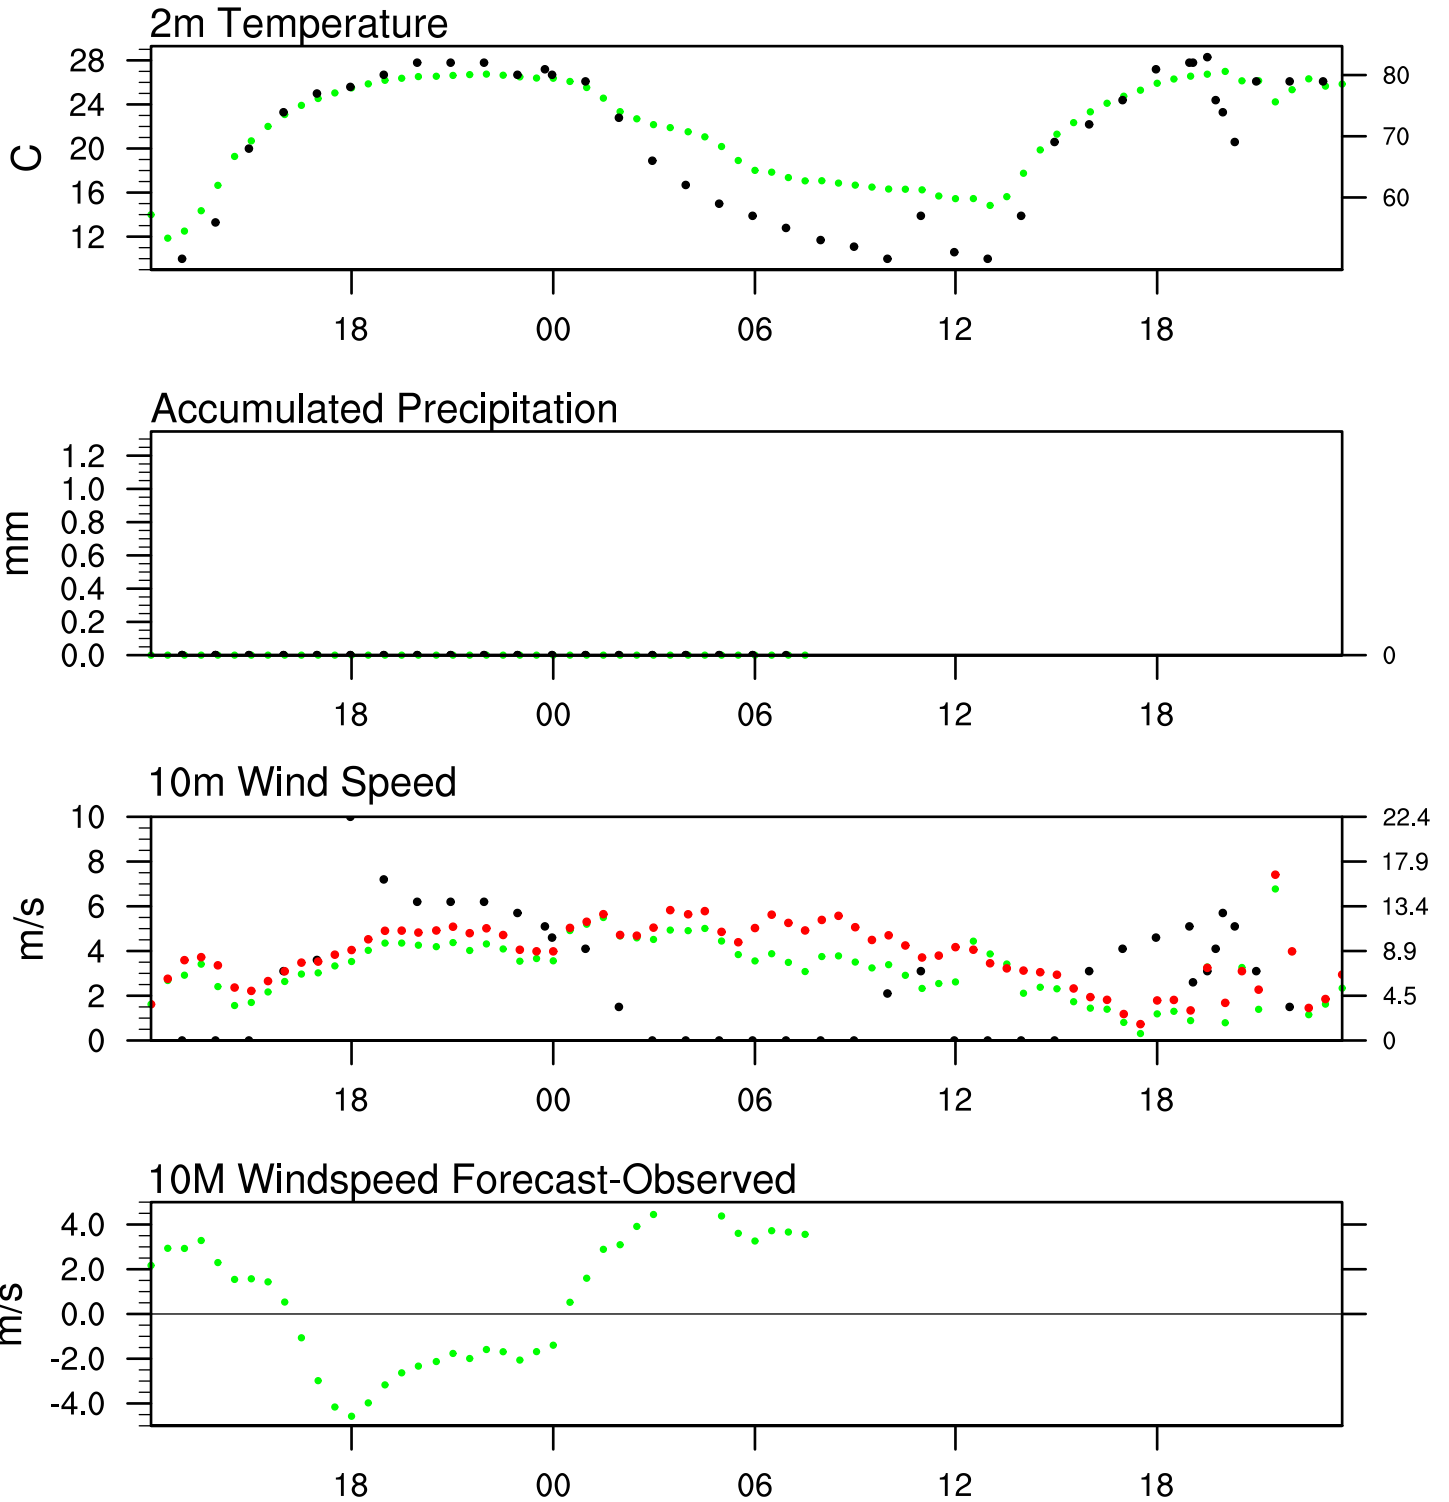 2m Temperature
28
24
20
16
12
C
80
70
60
18 00 06 12 18
Accumulated Precipitation
1.2
1.0
0.8
0.6
0.4
0.2
0.0
mm
0
18 00 06 12 18
10m Wind Speed
10
8
6
4
2
0
m/s
22.4
17.9
13.4
8.9
4.5
0
18 00 06 12 18
10M Windspeed Forecast-Observed
4.0
2.0
0.0
-2.0
-4.0
m/s
18 00 06 12 18